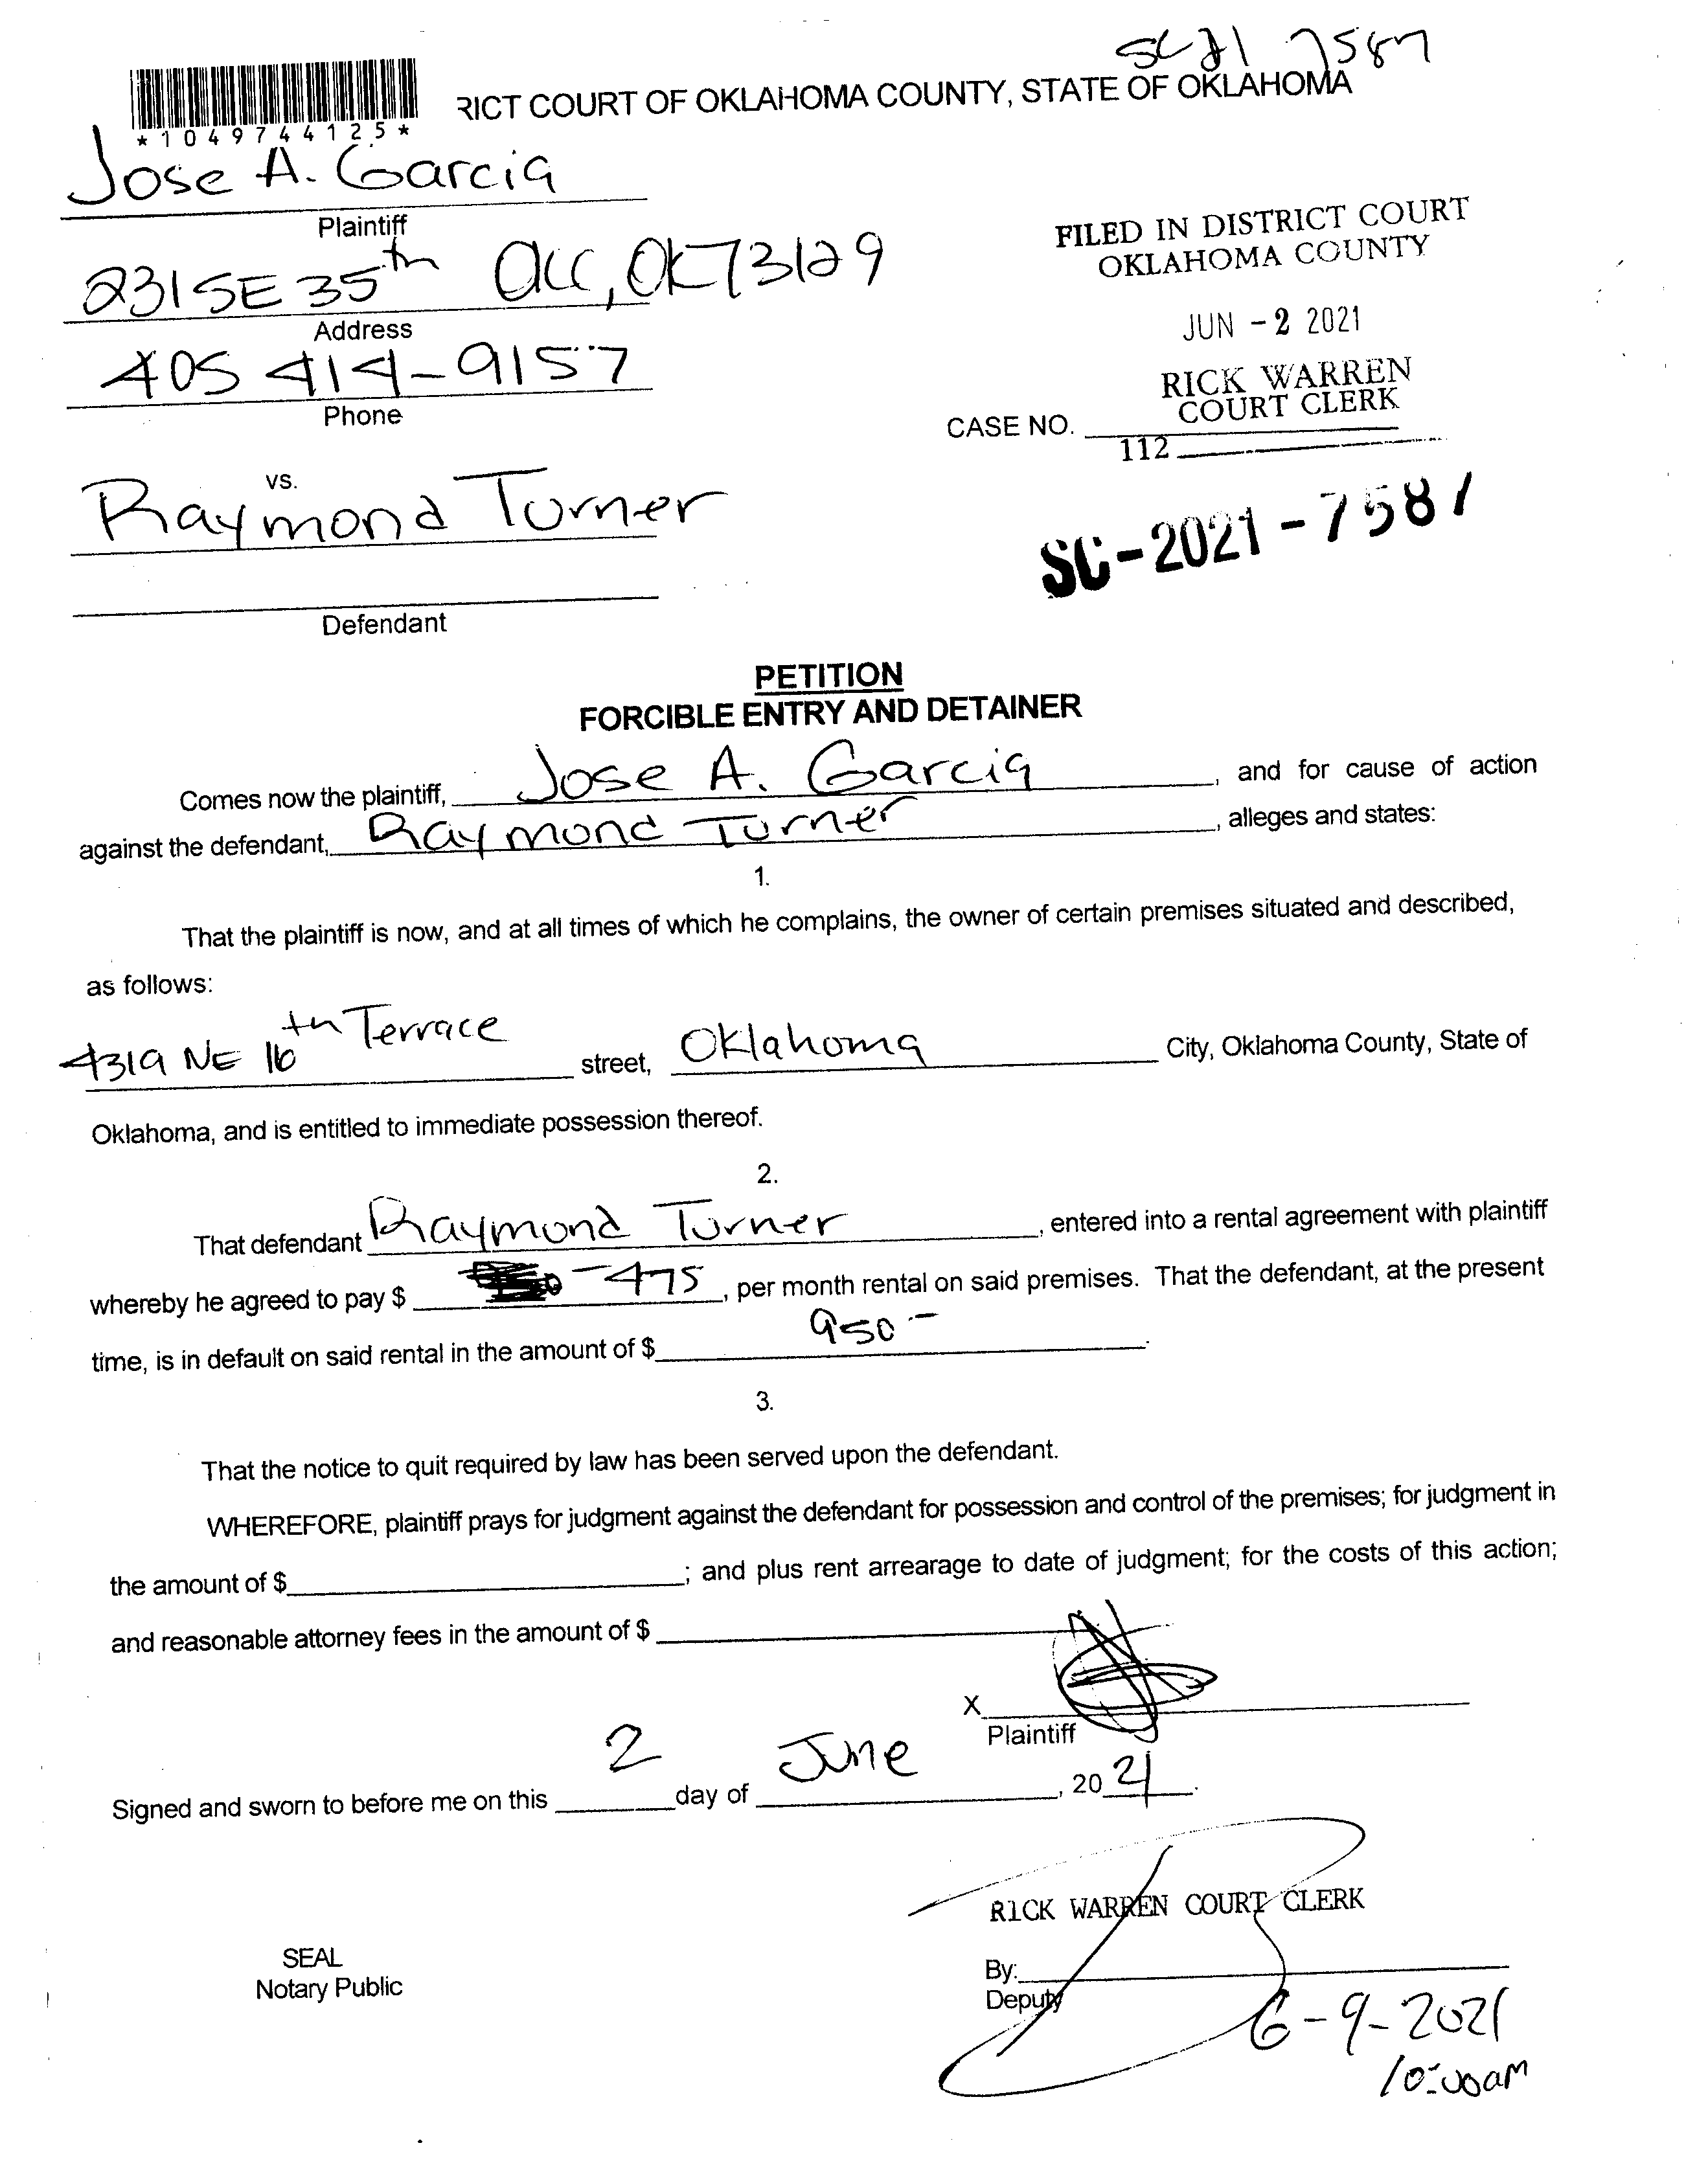 SC 21 7587
RICT COURT OF OKLAHOMA COUNTY, STATE OF OKLAHOMA
*1049744125*
Jose A. Garcia
Plaintiff
231 SE 35th OKC, OK 73129
Address
405 414-9157
Phone
FILED IN DISTRICT COURT
OKLAHOMA COUNTY
JUN - 2 2021
RICK WARREN
COURT CLERK
CASE NO.
112
vs.
Raymond Turner
Defendant
SC-2021-7587
PETITION
FORCIBLE ENTRY AND DETAINER
Comes now the plaintiff, Jose A. Garcia, and for cause of action
against the defendant, Raymond Turner, alleges and states:
1.
That the plaintiff is now, and at all times of which he complains, the owner of certain premises situated and described,
as follows:
4319 NE 16th Terrace street, Oklahoma City, Oklahoma County, State of
Oklahoma, and is entitled to immediate possession thereof.
2.
That defendant Raymond Turner, entered into a rental agreement with plaintiff
whereby he agreed to pay $ -475, per month rental on said premises. That the defendant, at the present
time, is in default on said rental in the amount of $ 950-.
3.
That the notice to quit required by law has been served upon the defendant.
WHEREFORE, plaintiff prays for judgment against the defendant for possession and control of the premises; for judgment in
the amount of $ ; and plus rent arrearage to date of judgment; for the costs of this action;
and reasonable attorney fees in the amount of $
X
Plaintiff
Signed and sworn to before me on this 2 day of June, 2021.
RICK WARREN COURT CLERK
SEAL
Notary Public
By:
Deputy
6-9-2021
10:00am